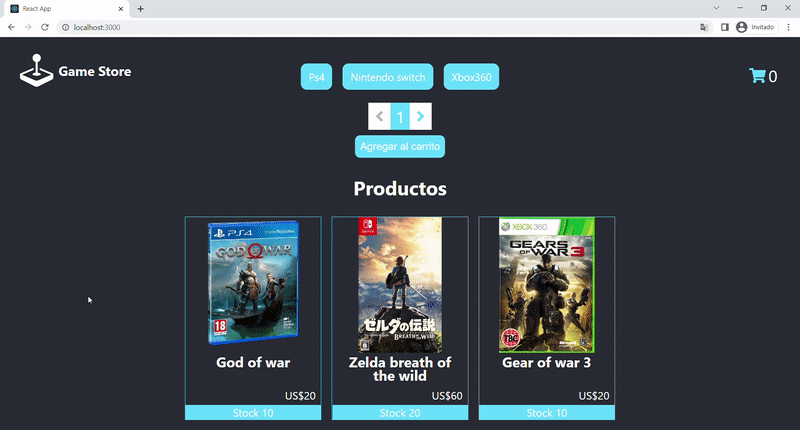 React App
localhost:3000
Invitado
Game Store
Ps4
Nintendo switch
Xbox360
0
1
Agregar al carrito
Productos
PS4
GOD OF WAR
18
God of war
US$20
Stock 10
ゼルダの伝説
BREATH OF THE WILD
Zelda breath of
the wild
US$60
Stock 20
XBOX 360
GEARS
OF WAR 3
TBC
Gear of war 3
US$20
Stock 10